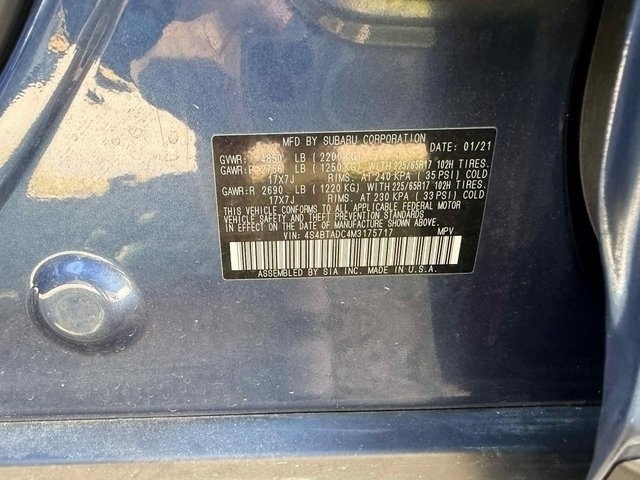 MFD BY SUBARU CORPORATION DATE: 01/21
GVWR: 4850 LB ( 2200 KG)
GAWR:F 2756 LB ( 1250 KG) WITH 225/65R17 102H TIRES.
17X7J RIMS. AT 240 KPA ( 35 PSI) COLD
GAWR:R 2690 LB ( 1220 KG) WITH 225/65R17 102H TIRES.
17X7J RIMS. AT 230 KPA ( 33 PSI) COLD
THIS VEHICLE CONFORMS TO ALL APPLICABLE FEDERAL MOTOR
VEHICLE SAFETY AND THEFT PREVENTION STANDARDS
IN EFFECT ON THE DATE OF MANUFACTURE SHOWN ABOVE.
VIN: 4S4BTADC4M3175717 MPV
ASSEMBLED BY SIA INC. MADE IN U.S.A.